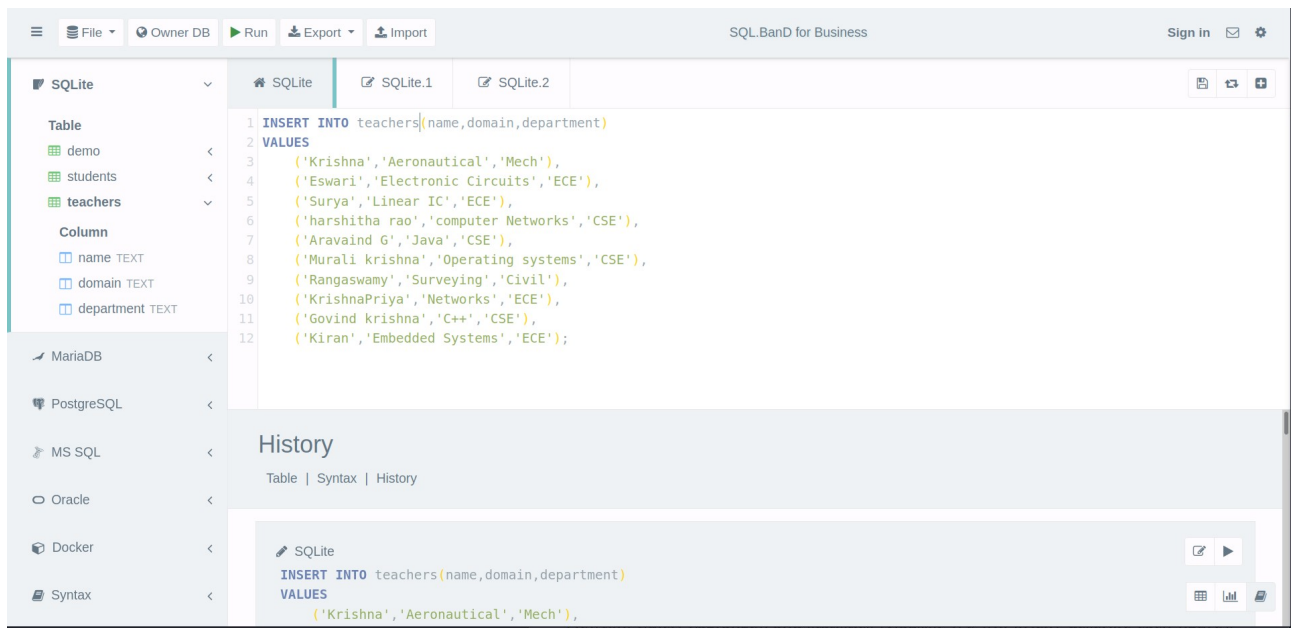 File Owner DB Run Export Import SQL.BanD for Business Sign in
SQLite
Table
demo
students
teachers
Column
name TEXT
domain TEXT
department TEXT
MariaDB
PostgreSQL
MS SQL
Oracle
Docker
Syntax
SQLite SQLite.1 SQLite.2
1 INSERT INTO teachers(name,domain,department)
2 VALUES
3 ('Krishna','Aeronautical','Mech'),
4 ('Eswari','Electronic Circuits','ECE'),
5 ('Surya','Linear IC','ECE'),
6 ('harshitha rao','computer Networks','CSE'),
7 ('Aravaind G','Java','CSE'),
8 ('Murali krishna','Operating systems','CSE'),
9 ('Rangaswamy','Surveying','Civil'),
10 ('KrishnaPriya','Networks','ECE'),
11 ('Govind krishna','C++','CSE'),
12 ('Kiran','Embedded Systems','ECE');
History
Table | Syntax | History
SQLite
INSERT INTO teachers(name,domain,department)
VALUES
('Krishna','Aeronautical','Mech'),